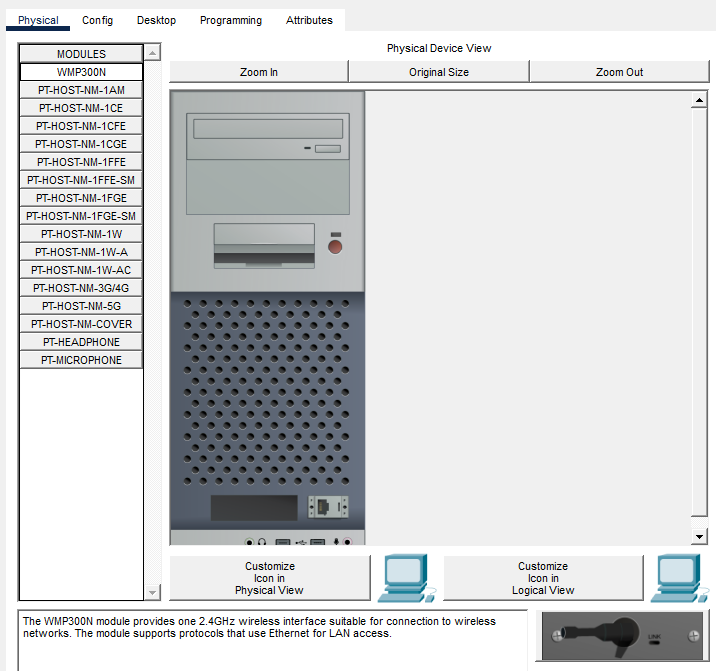 Physical Config Desktop Programming Attributes
MODULES
WMP300N
PT-HOST-NM-1AM
PT-HOST-NM-1CE
PT-HOST-NM-1CFE
PT-HOST-NM-1CGE
PT-HOST-NM-1FFE
PT-HOST-NM-1FFE-SM
PT-HOST-NM-1FGE
PT-HOST-NM-1FGE-SM
PT-HOST-NM-1W
PT-HOST-NM-1W-A
PT-HOST-NM-1W-AC
PT-HOST-NM-3G/4G
PT-HOST-NM-5G
PT-HOST-NM-COVER
PT-HEADPHONE
PT-MICROPHONE
Physical Device View
Zoom In Original Size Zoom Out
Customize
Icon in
Physical View
Customize
Icon in
Logical View
The WMP300N module provides one 2.4GHz wireless interface suitable for connection to wireless
networks. The module supports protocols that use Ethernet for LAN access.
LINK